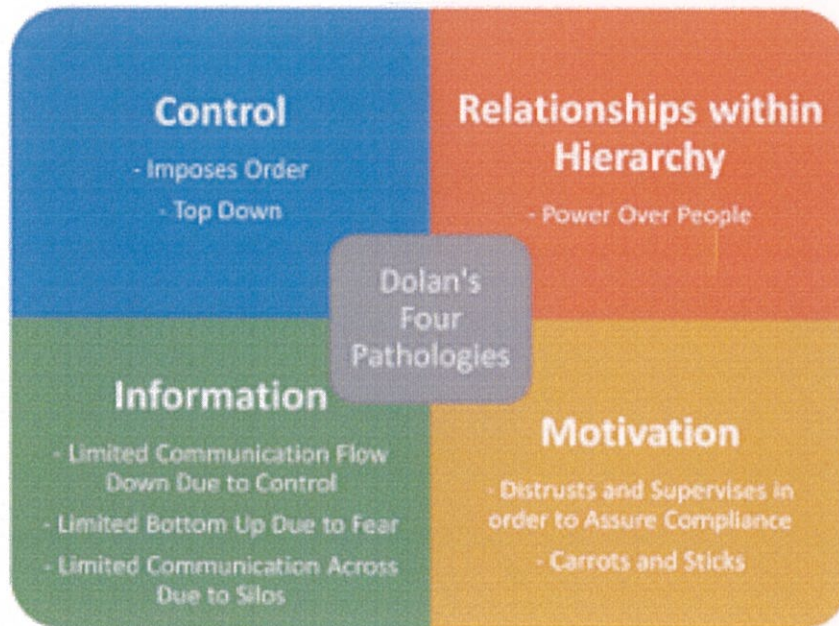 Control
- Imposes Order
- Top Down
Relationships within
Hierarchy
- Power Over People
Dolan's
Four
Pathologies
Information
- Limited Communication Flow
Down Due to Control
- Limited Bottom Up Due to Fear
- Limited Communication Across
Due to Silos
Motivation
- Distrusts and Supervises in
order to Assure Compliance
- Carrots and Sticks